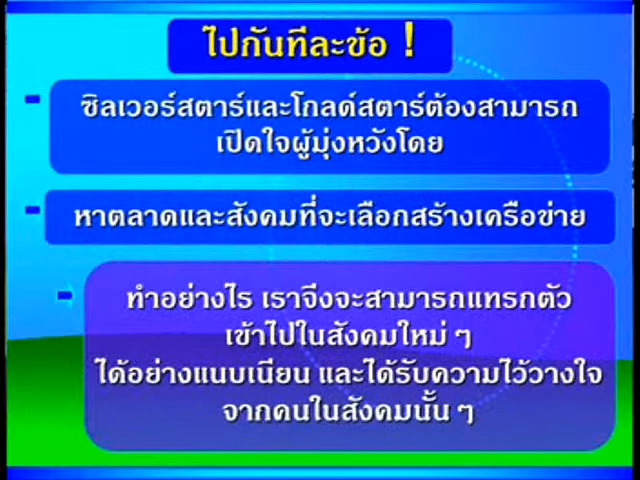 ไปกันทีละข้อ !
- ซิลเวอร์สตาร์และโกลด์สตาร์ต้องสามารถ
เปิดใจผู้มุ่งหวังโดย
- หาตลาดและสังคมที่จะเลือกสร้างเครือข่าย
- ทำอย่างไร เราจึงจะสามารถแทรกตัว
เข้าไปในสังคมใหม่ ๆ
ได้อย่างแนบเนียน และได้รับความไว้วางใจ
จากคนในสังคมนั้น ๆ